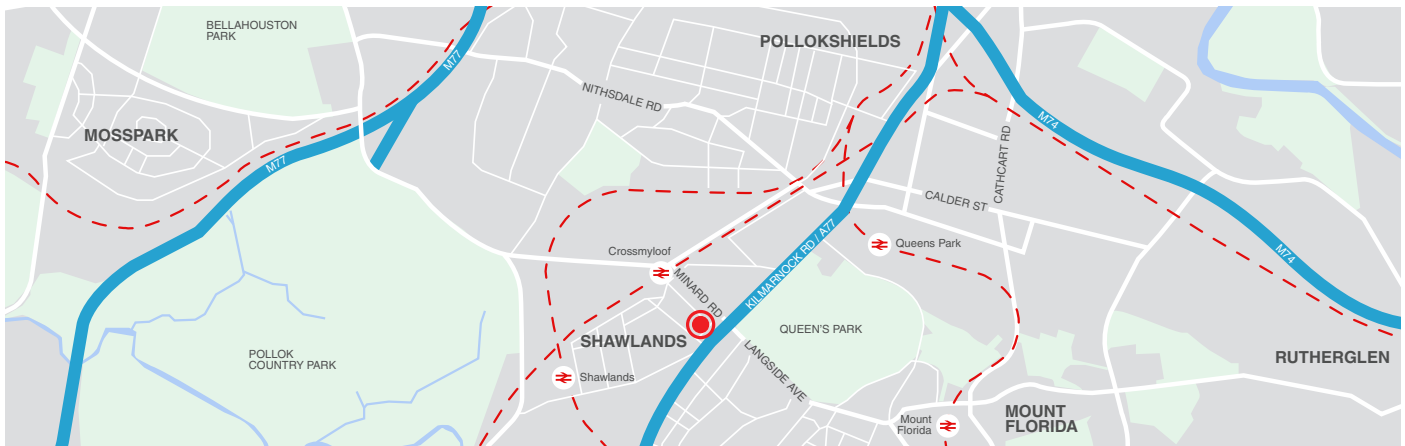 BELLAHOUSTON
PARK
M77
POLLOKSHIELDS
NITHSDALE RD
MOSSPARK
M74
CATHCART RD
M77
CALDER ST
Crossmyloof
Queens Park
KILMARNOCK RD / A77
M74
MINARD RD
QUEEN'S PARK
SHAWLANDS
POLLOK
COUNTRY PARK
LANGSIDE AVE
RUTHERGLEN
Shawlands
Mount
Florida
MOUNT
FLORIDA